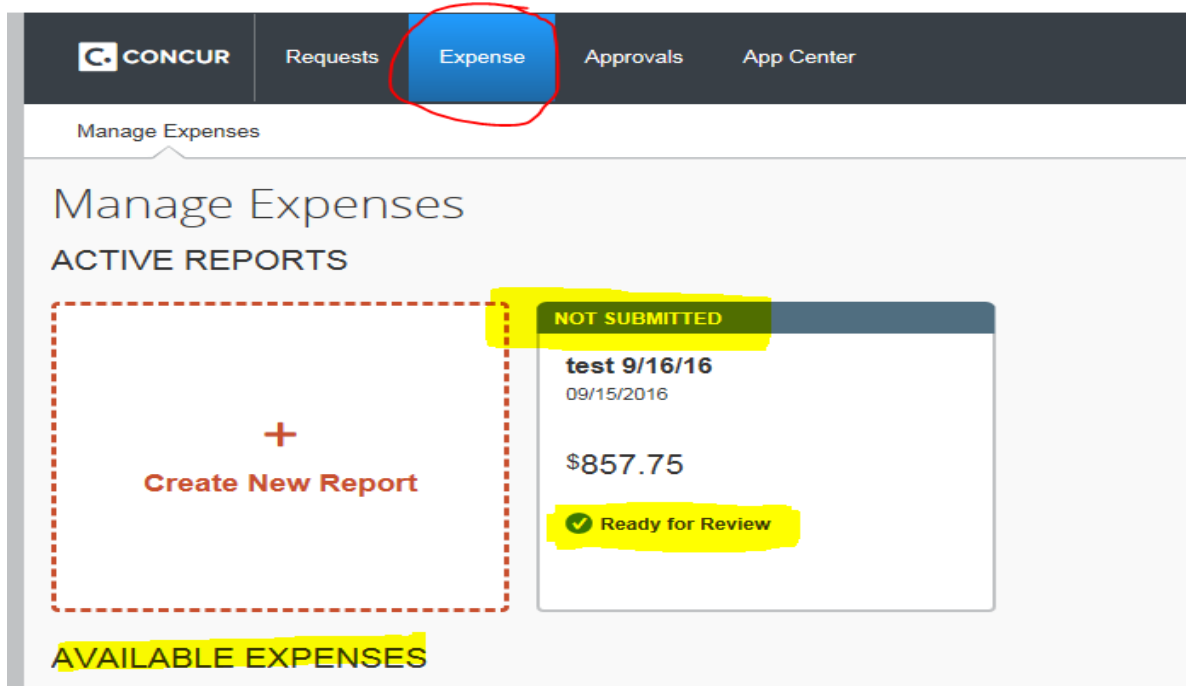 C. CONCUR Requests Expense Approvals App Center
Manage Expenses
Manage Expenses
ACTIVE REPORTS
NOT SUBMITTED
test 9/16/16
09/15/2016
$857.75
Ready for Review
+
Create New Report
AVAILABLE EXPENSES